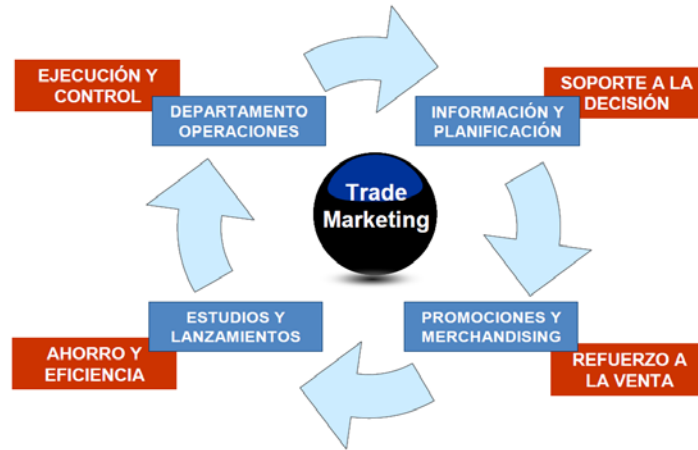 EJECUCIÓN Y
CONTROL
DEPARTAMENTO
OPERACIONES
SOPORTE A LA
DECISIÓN
INFORMACIÓN Y
PLANIFICACIÓN
Trade
Marketing
ESTUDIOS Y
LANZAMIENTOS
AHORRO Y
EFICIENCIA
PROMOCIONES Y
MERCHANDISING
REFUERZO A
LA VENTA